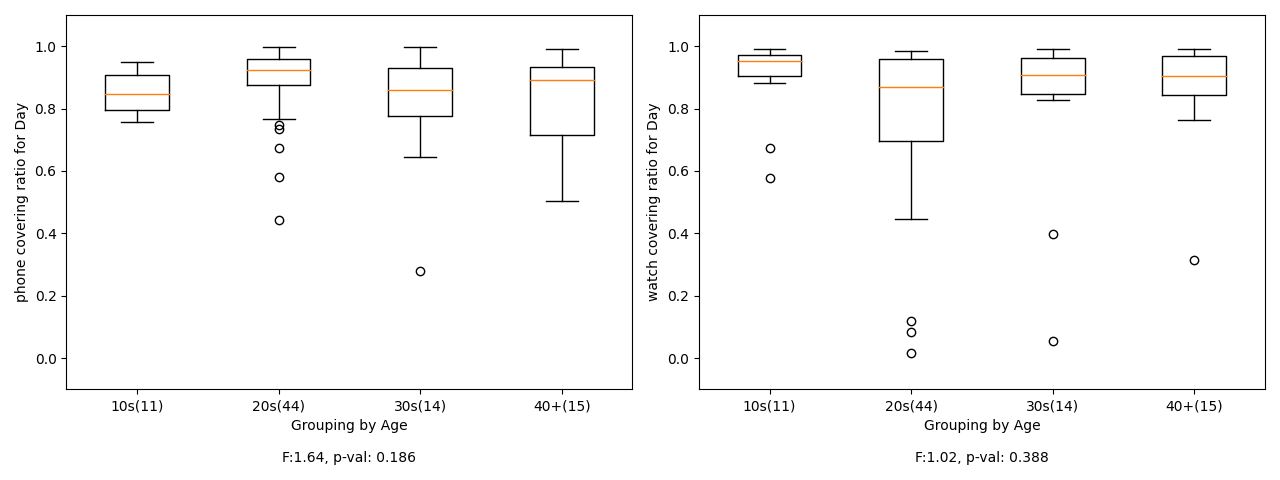 phone covering ratio for Day
1.0
0.8
0.6
0.4
0.2
0.0
10s(11) 20s(44) 30s(14) 40+(15)
Grouping by Age
F:1.64, p-val: 0.186
watch covering ratio for Day
1.0
0.8
0.6
0.4
0.2
0.0
10s(11) 20s(44) 30s(14) 40+(15)
Grouping by Age
F:1.02, p-val: 0.388